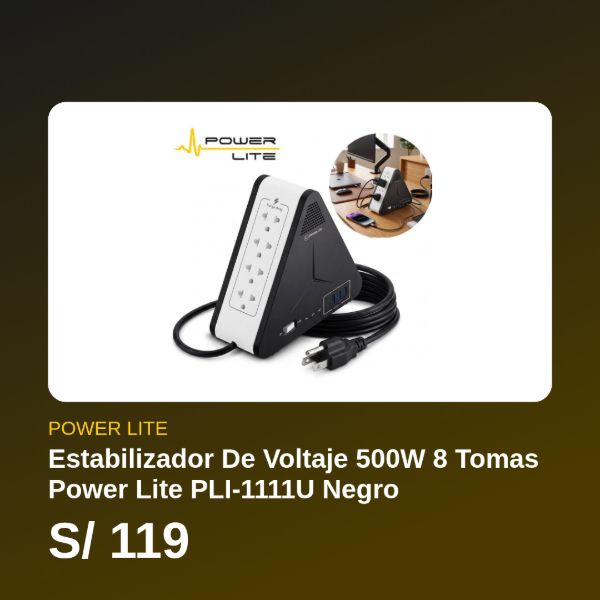 POWER
LITE
POWER LITE
Estabilizador De Voltaje 500W 8 Tomas
Power Lite PLI-1111U Negro
S/ 119